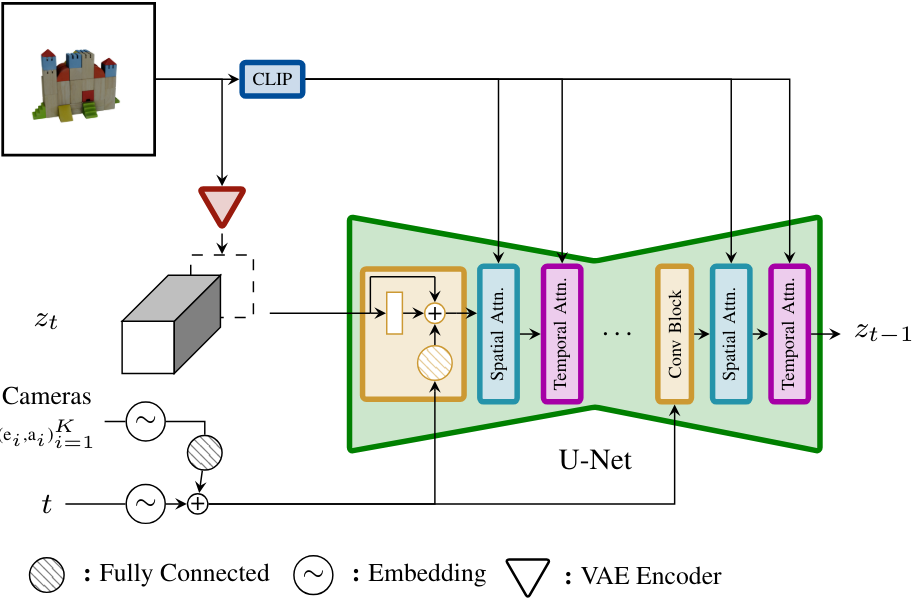 CLIP
z_t
Spatial Attn.
Temporal Attn.
...
Conv Block
Spatial Attn.
Temporal Attn.
z_{t-1}
Cameras
(e_i,a_i)_{i=1}^K
U-Net
t
: Fully Connected
: Embedding
: VAE Encoder